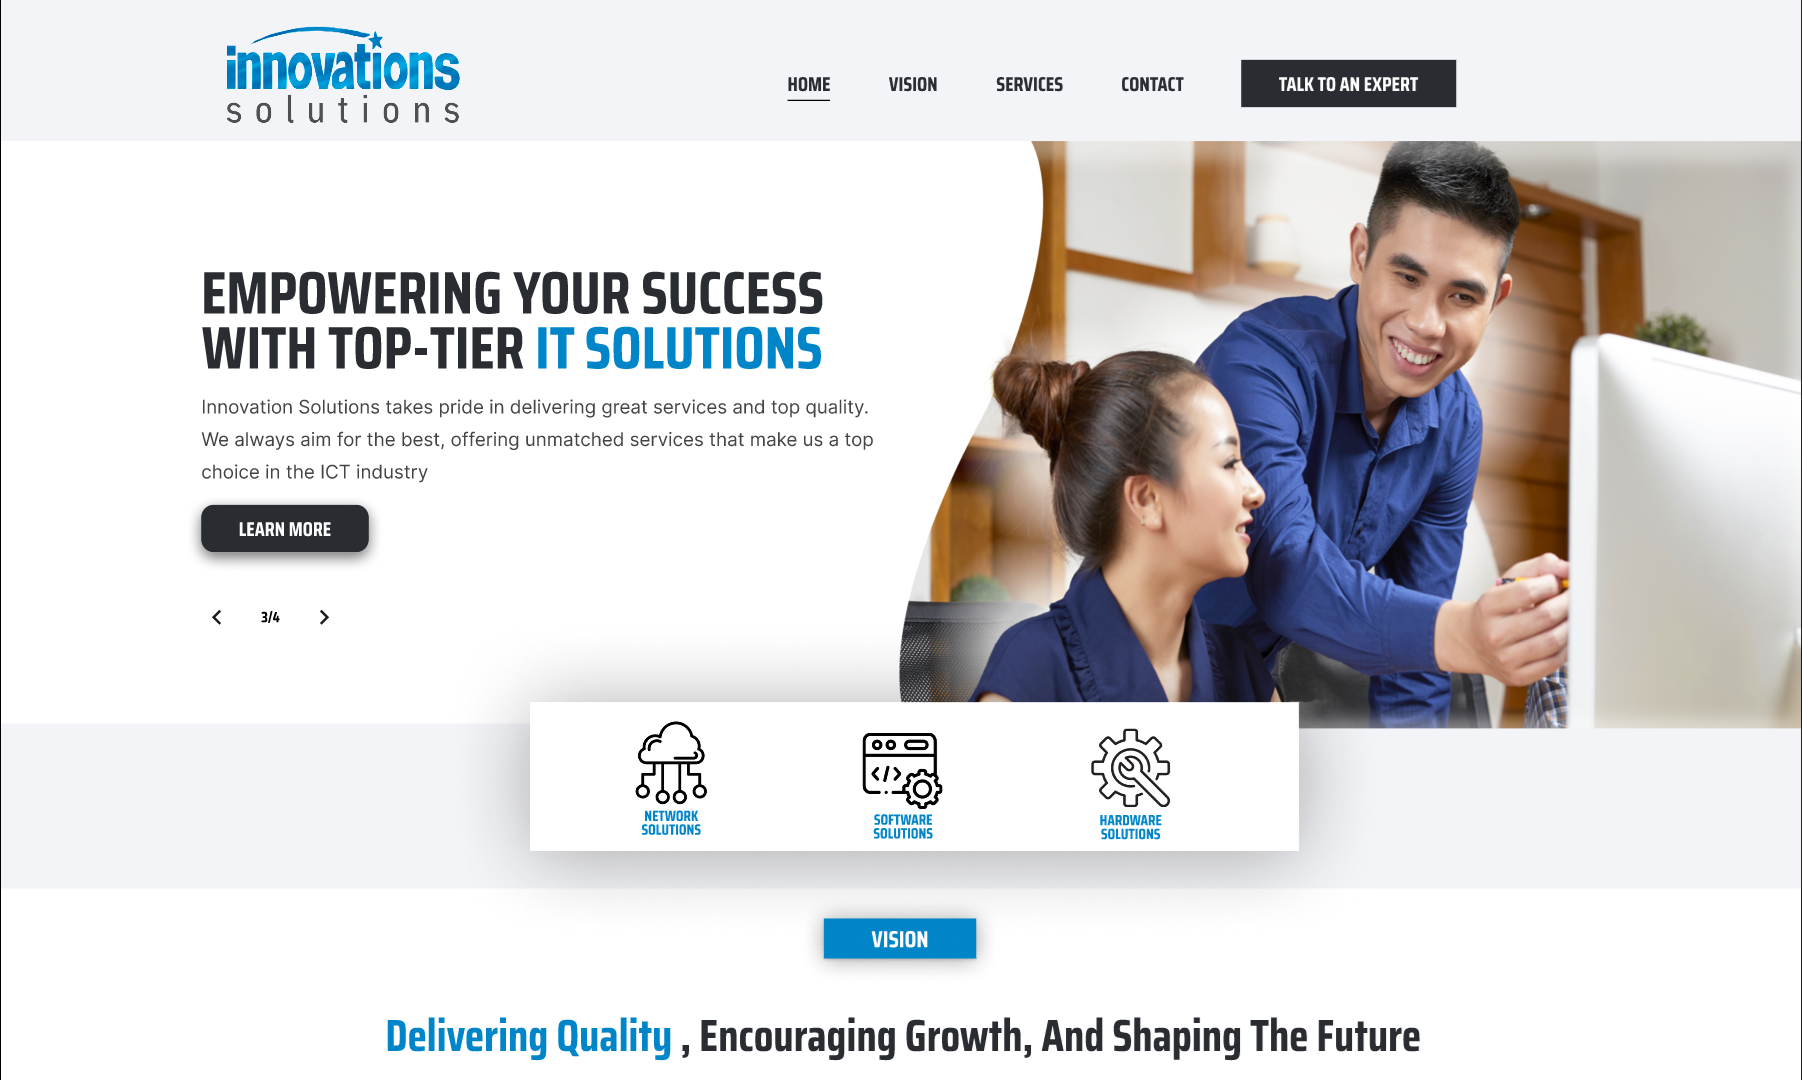 innovations
solutions
HOME VISION SERVICES CONTACT TALK TO AN EXPERT
EMPOWERING YOUR SUCCESS
WITH TOP-TIER IT SOLUTIONS
Innovation Solutions takes pride in delivering great services and top quality.
We always aim for the best, offering unmatched services that make us a top
choice in the ICT industry
LEARN MORE
3/4
NETWORK
SOLUTIONS
SOFTWARE
SOLUTIONS
HARDWARE
SOLUTIONS
VISION
Delivering Quality , Encouraging Growth, And Shaping The Future